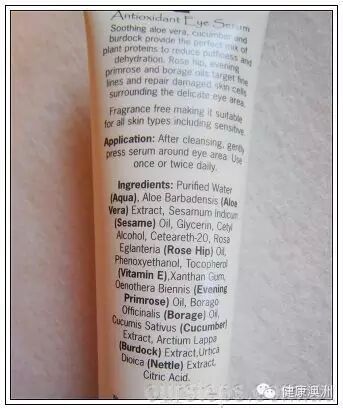 Antioxidant Eye Serum
Soothing aloe vera, cucumber and
burdock provide the perfect mix of
plant proteins to reduce puffiness and
dehydration. Rose hip, evening
primrose and borage oils target fine
lines and repair damaged skin cells
surrounding the delicate eye area.
Fragrance free making it suitable
for all skin types including sensitive.
Application: After cleansing, gently
press serum around eye area. Use
once or twice daily.
Ingredients: Purified Water
(Aqua), Aloe Barbadensis (Aloe
Vera) Extract, Sesamum Indicum
(Sesame) Oil, Glycerin, Cetyl
Alcohol, Ceteareth-20, Rosa
Eglanteria (Rose Hip) Oil,
Phenoxyethanol, Tocopherol
(Vitamin E),Xanthan Gum,
Oenothera Biennis (Evening
Primrose) Oil, Borago
Officinalis (Borage) Oil,
Cucumis Sativus (Cucumber)
Extract, Arctium Lappa
(Burdock) Extract,Urtica
Dioica (Nettle) Extract,
Citric Acid.
健康澳洲